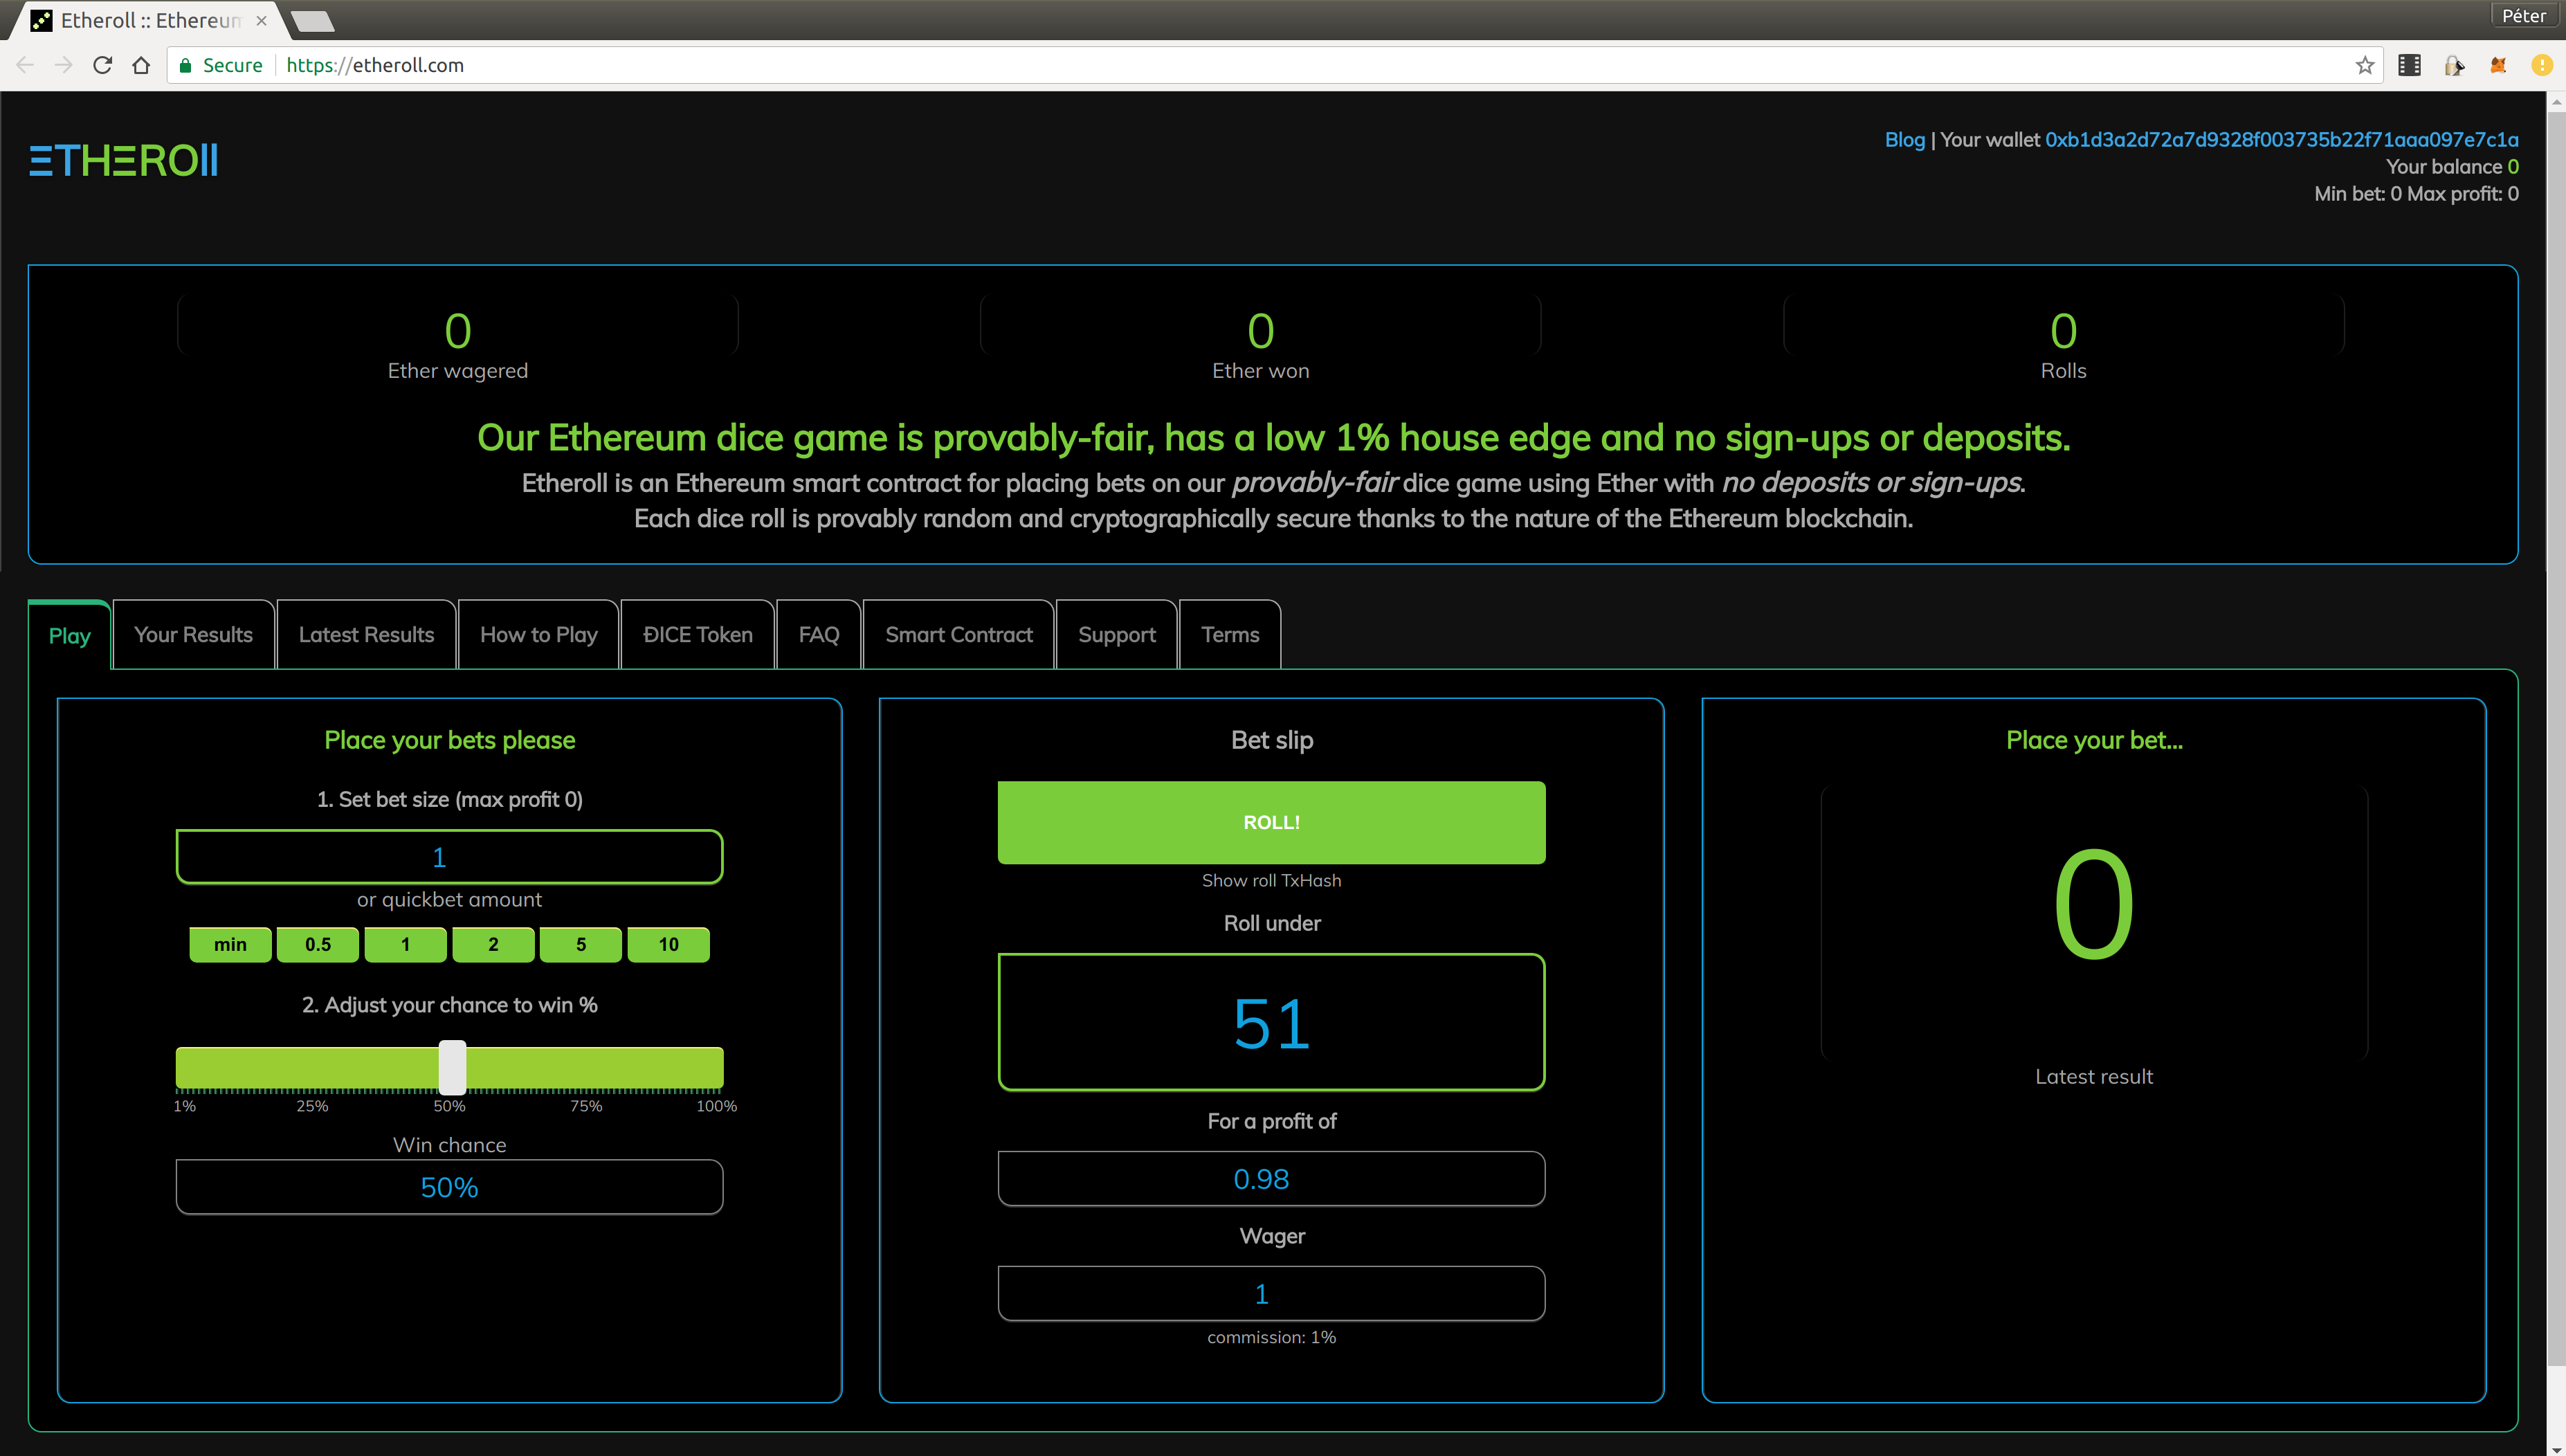 Etheroll :: Ethereum
Péter
Secure https://etheroll.com
ETHEROll
Blog | Your wallet 0xb1d3a2d72a7d9328f003735b22f71aaa097e7c1a
Your balance 0
Min bet: 0 Max profit: 0
0
Ether wagered
0
Ether won
0
Rolls
Our Ethereum dice game is provably-fair, has a low 1% house edge and no sign-ups or deposits.
Etheroll is an Ethereum smart contract for placing bets on our provably-fair dice game using Ether with no deposits or sign-ups.
Each dice roll is provably random and cryptographically secure thanks to the nature of the Ethereum blockchain.
Play
Your Results
Latest Results
How to Play
ÐICE Token
FAQ
Smart Contract
Support
Terms
Place your bets please
1. Set bet size (max profit 0)
1
or quickbet amount
min 0.5 1 2 5 10
2. Adjust your chance to win %
1% 25% 50% 75% 100%
Win chance
50%
Bet slip
ROLL!
Show roll TxHash
Roll under
51
For a profit of
0.98
Wager
1
commission: 1%
Place your bet...
0
Latest result